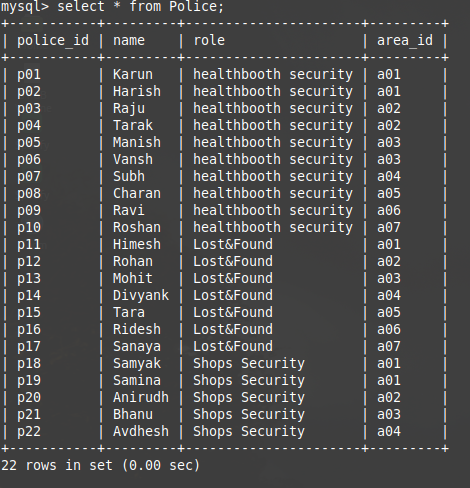 mysql> select * from Police;
+-----------+---------+----------------------+---------+
| police_id | name    | role                 | area_id |
+-----------+---------+----------------------+---------+
| p01       | Karun   | healthbooth security | a01     |
| p02       | Harish  | healthbooth security | a01     |
| p03       | Raju    | healthbooth security | a02     |
| p04       | Tarak   | healthbooth security | a02     |
| p05       | Manish  | healthbooth security | a03     |
| p06       | Vansh   | healthbooth security | a03     |
| p07       | Subh    | healthbooth security | a04     |
| p08       | Charan  | healthbooth security | a05     |
| p09       | Ravi    | healthbooth security | a06     |
| p10       | Roshan  | healthbooth security | a07     |
| p11       | Himesh  | Lost&Found           | a01     |
| p12       | Rohan   | Lost&Found           | a02     |
| p13       | Mohit   | Lost&Found           | a03     |
| p14       | Divyank | Lost&Found           | a04     |
| p15       | Tara    | Lost&Found           | a05     |
| p16       | Ridesh  | Lost&Found           | a06     |
| p17       | Sanaya  | Lost&Found           | a07     |
| p18       | Samyak  | Shops Security       | a01     |
| p19       | Samina  | Shops Security       | a01     |
| p20       | Anirudh | Shops Security       | a02     |
| p21       | Bhanu   | Shops Security       | a03     |
| p22       | Avdhesh | Shops Security       | a04     |
+-----------+---------+----------------------+---------+
22 rows in set (0.00 sec)